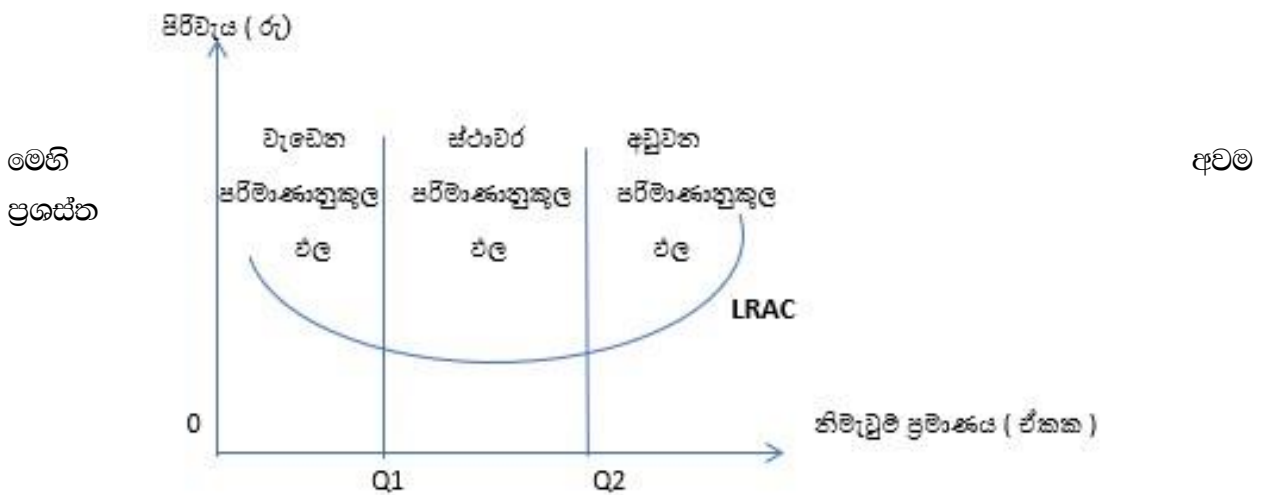 පිරිවැය ( රු)
වැඩෙන ස්ථාවර අඩුවන
මෙහි අවම
පරිමාණානුකූල පරිමාණානුකූල පරිමාණානුකූල
ප්‍රශස්ත
ඵල ඵල ඵල
LRAC
0
නිමැවුම් ප්‍රමාණය ( ඒකක )
Q1 Q2